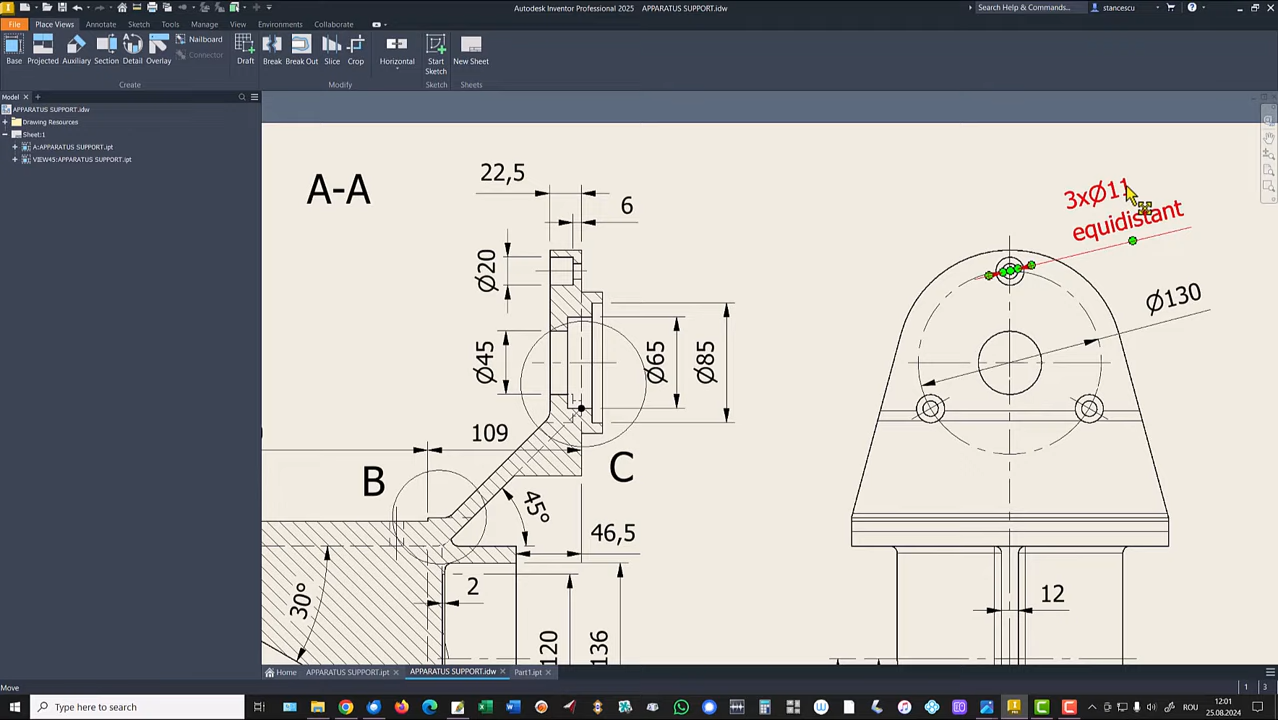 Autodesk Inventor Professional 2025 APPARATUS SUPPORT.idw
Search Help & Commands...
stancescu
File
Place Views
Annotate
Sketch
Tools
Manage
View
Environments
Collaborate
Base
Projected
Auxiliary
Section
Detail
Overlay
Nailboard
Connector
Draft
Break
Break Out
Slice
Crop
Horizontal
Start Sketch
New Sheet
Create
Modify
Sketch
Sheets
Model
APPARATUS SUPPORT.idw
Drawing Resources
Sheet:1
A:APPARATUS SUPPORT.ipt
VIEW45:APPARATUS SUPPORT.ipt
A-A
22,5
6
Ø20
Ø45
Ø65
Ø85
109
B
C
45°
46,5
30°
2
120
136
3xØ11
equidistant
Ø130
12
Home
APPARATUS SUPPORT.ipt
APPARATUS SUPPORT.idw
Part1.ipt
Move
1
3
Type here to search
ROU
12:01
25.08.2024